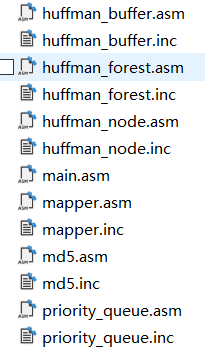 huffman_buffer.asm
huffman_buffer.inc
huffman_forest.asm
huffman_forest.inc
huffman_node.asm
huffman_node.inc
main.asm
mapper.asm
mapper.inc
md5.asm
md5.inc
priority_queue.asm
priority_queue.inc